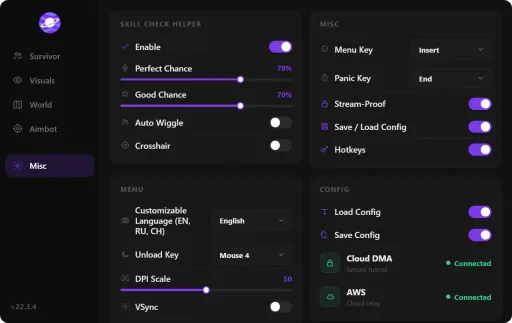 Survivor
Visuals
World
Aimbot
Misc
v22.3.4
SKILL CHECK HELPER
Enable
Perfect Chance 70%
Good Chance 70%
Auto Wiggle
Crosshair
MISC
Menu Key Insert
Panic Key End
Stream-Proof
Save / Load Config
Hotkeys
MENU
Customizable
Language (EN, English
RU, CH)
Unload Key Mouse 4
DPI Scale 50
VSync
CONFIG
Load Config
Save Config
Cloud DMA
Secure tunnel
Connected
AWS
Cloud relay
Connected